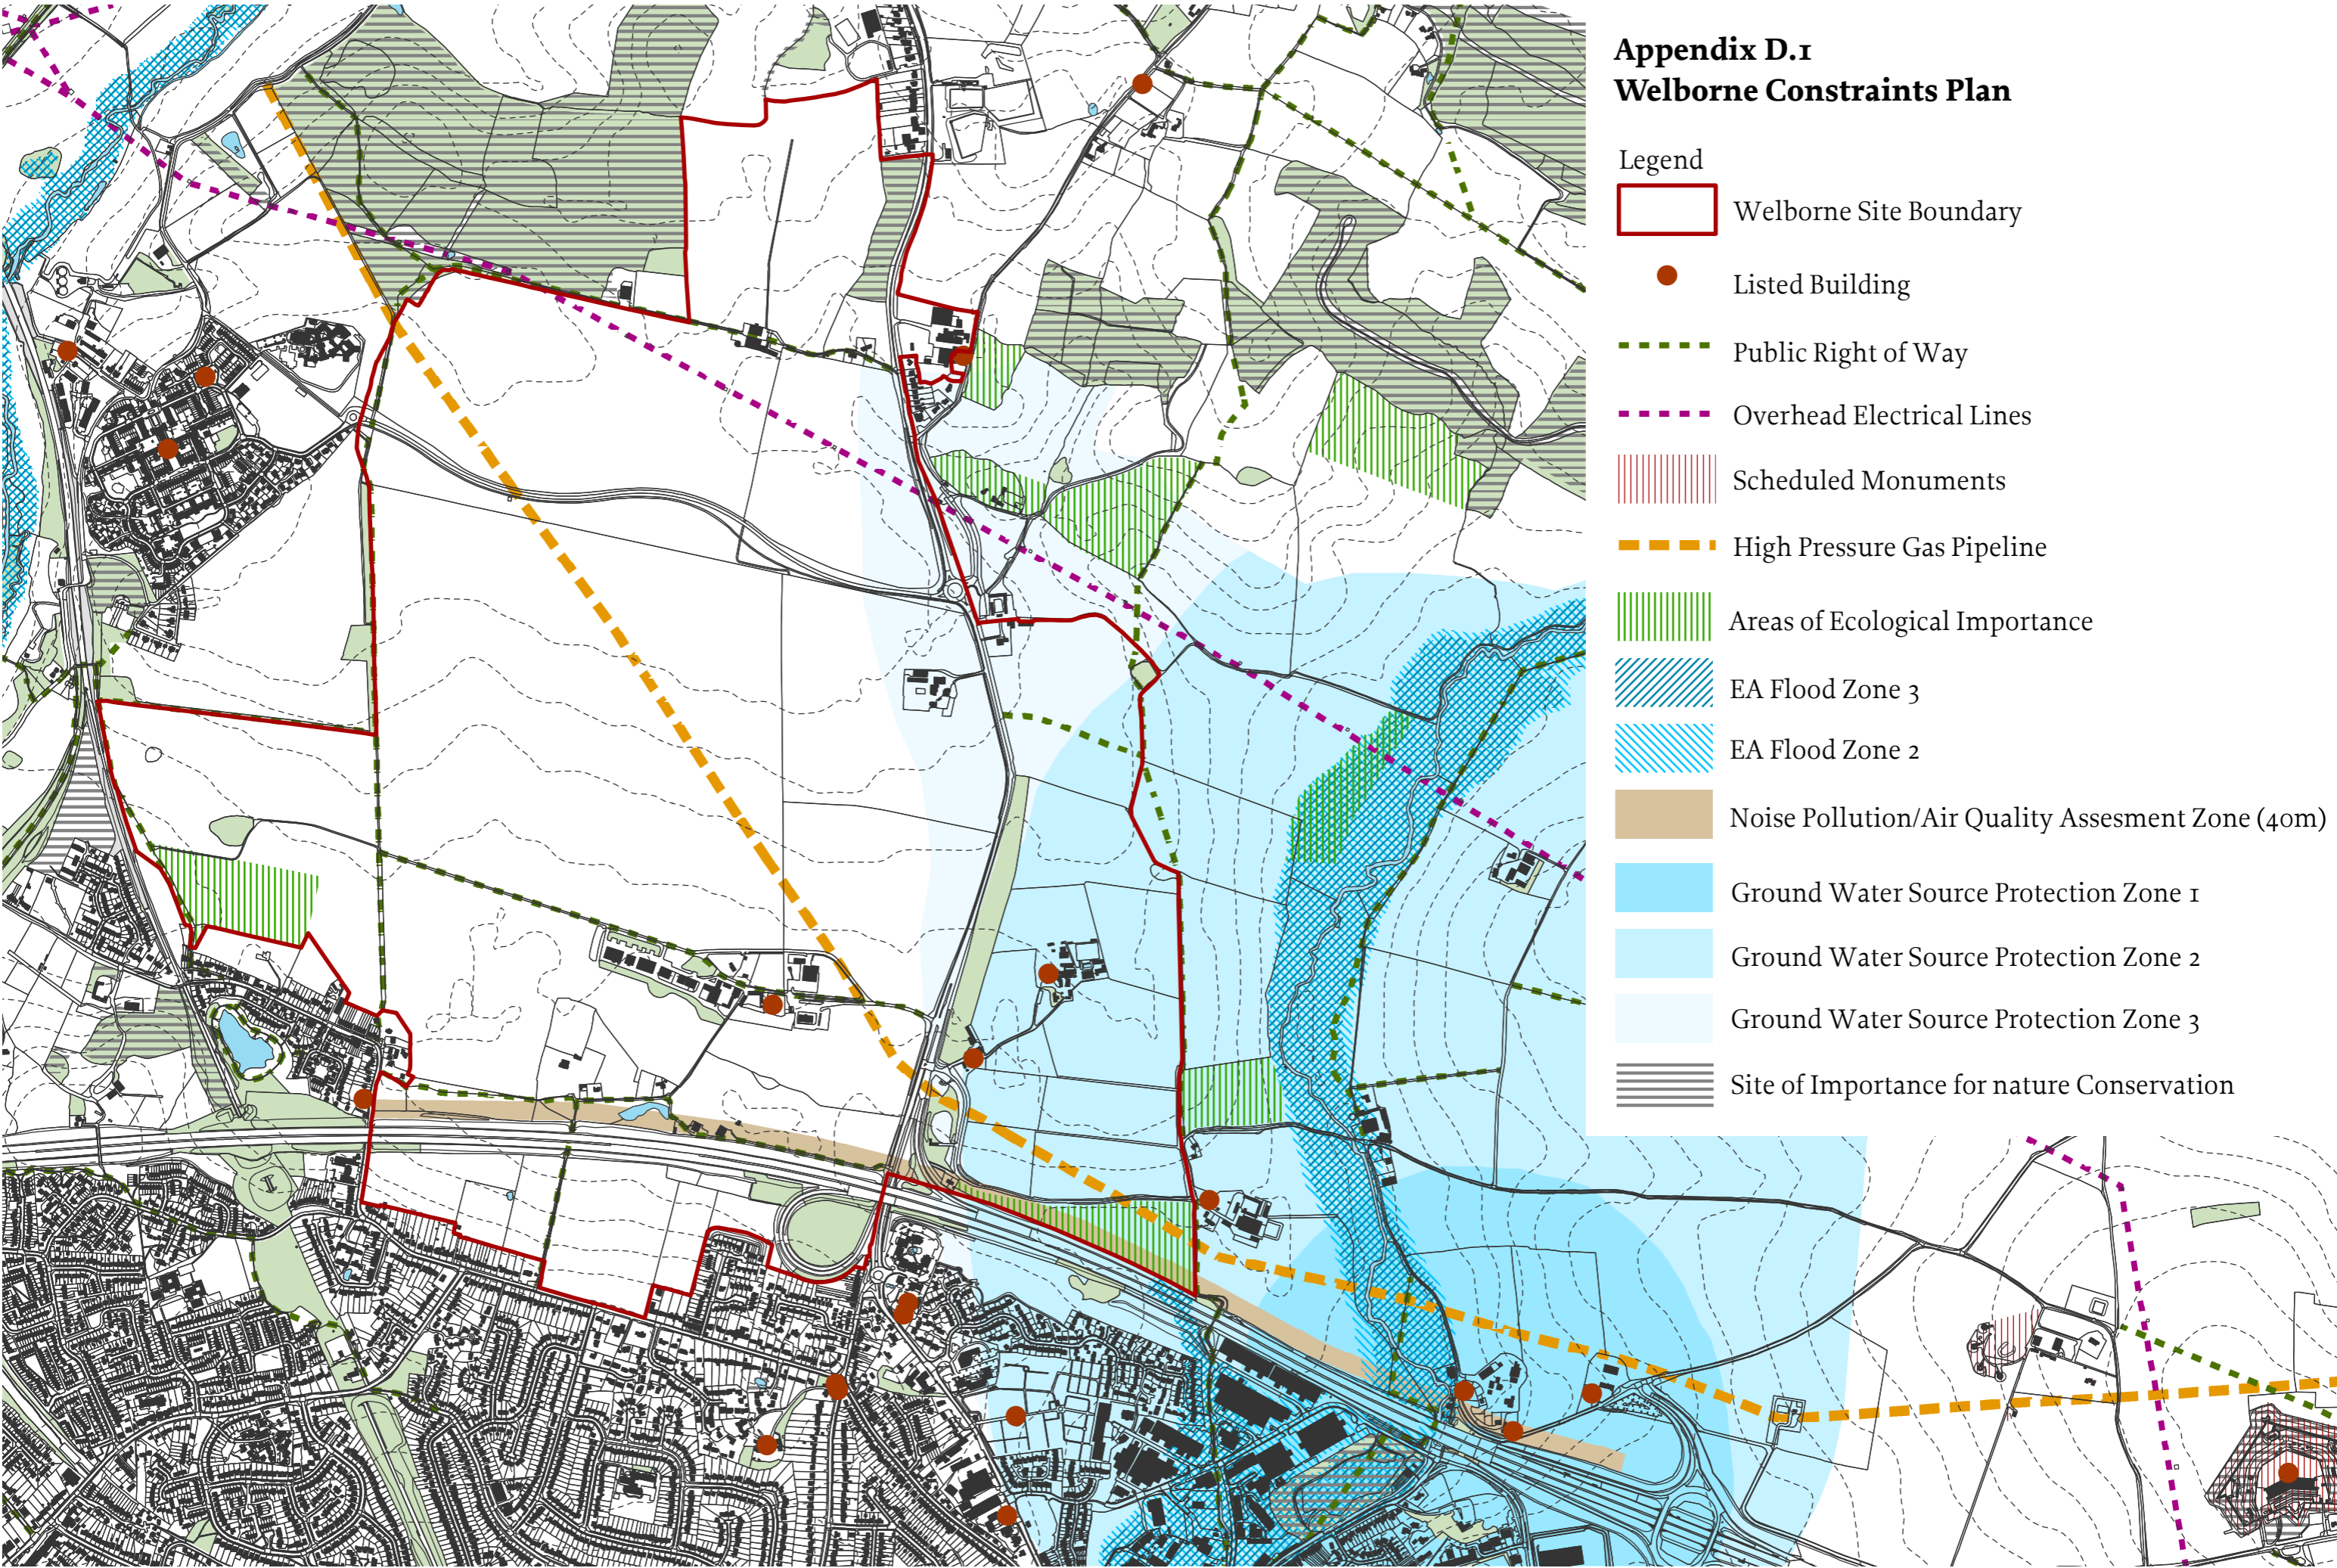 Appendix D.1
Welborne Constraints Plan
Legend
Welborne Site Boundary
Listed Building
Public Right of Way
Overhead Electrical Lines
Scheduled Monuments
High Pressure Gas Pipeline
Areas of Ecological Importance
EA Flood Zone 3
EA Flood Zone 2
Noise Pollution/Air Quality Assesment Zone (40m)
Ground Water Source Protection Zone 1
Ground Water Source Protection Zone 2
Ground Water Source Protection Zone 3
Site of Importance for nature Conservation